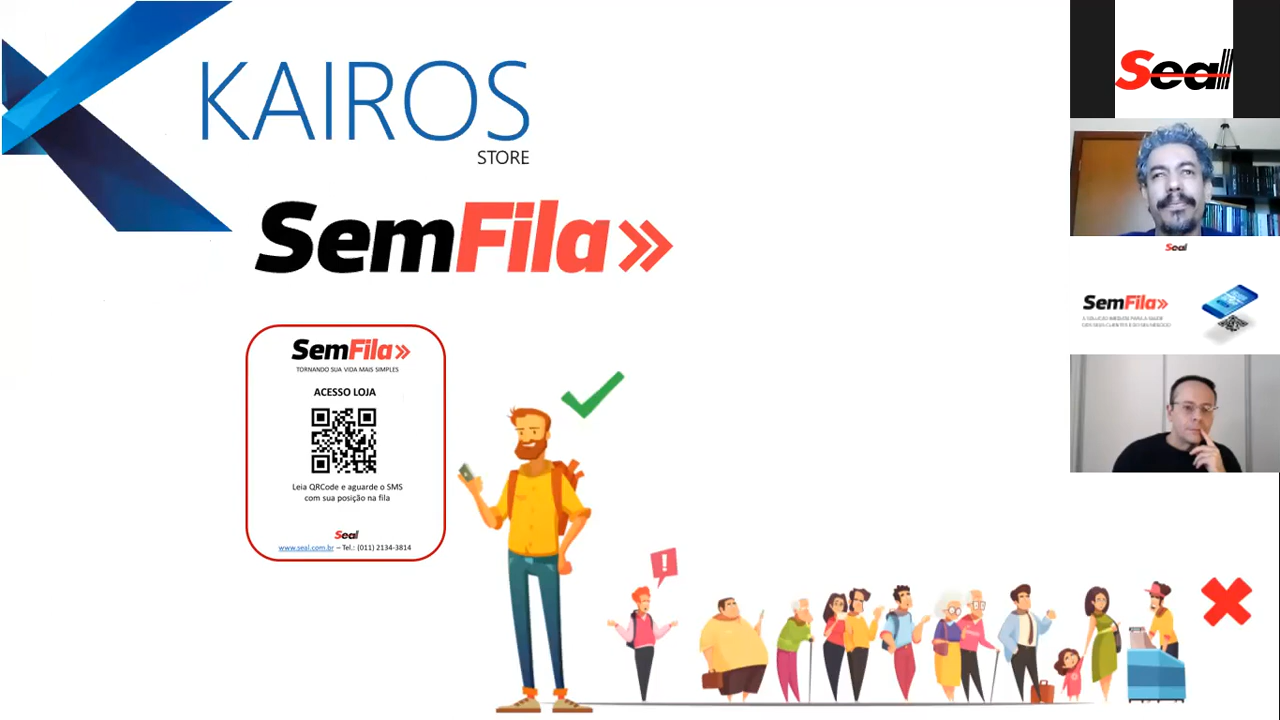 KAIROS
STORE
SemFila
SemFila
TORNANDO SUA VIDA MAIS SIMPLES
ACESSO LOJA
Leia QRCode e aguarde o SMS
com sua posição na fila
Seal
www.seal.com.br – Tel.: (011) 2134-3814
!
Seal
Seal
SemFila